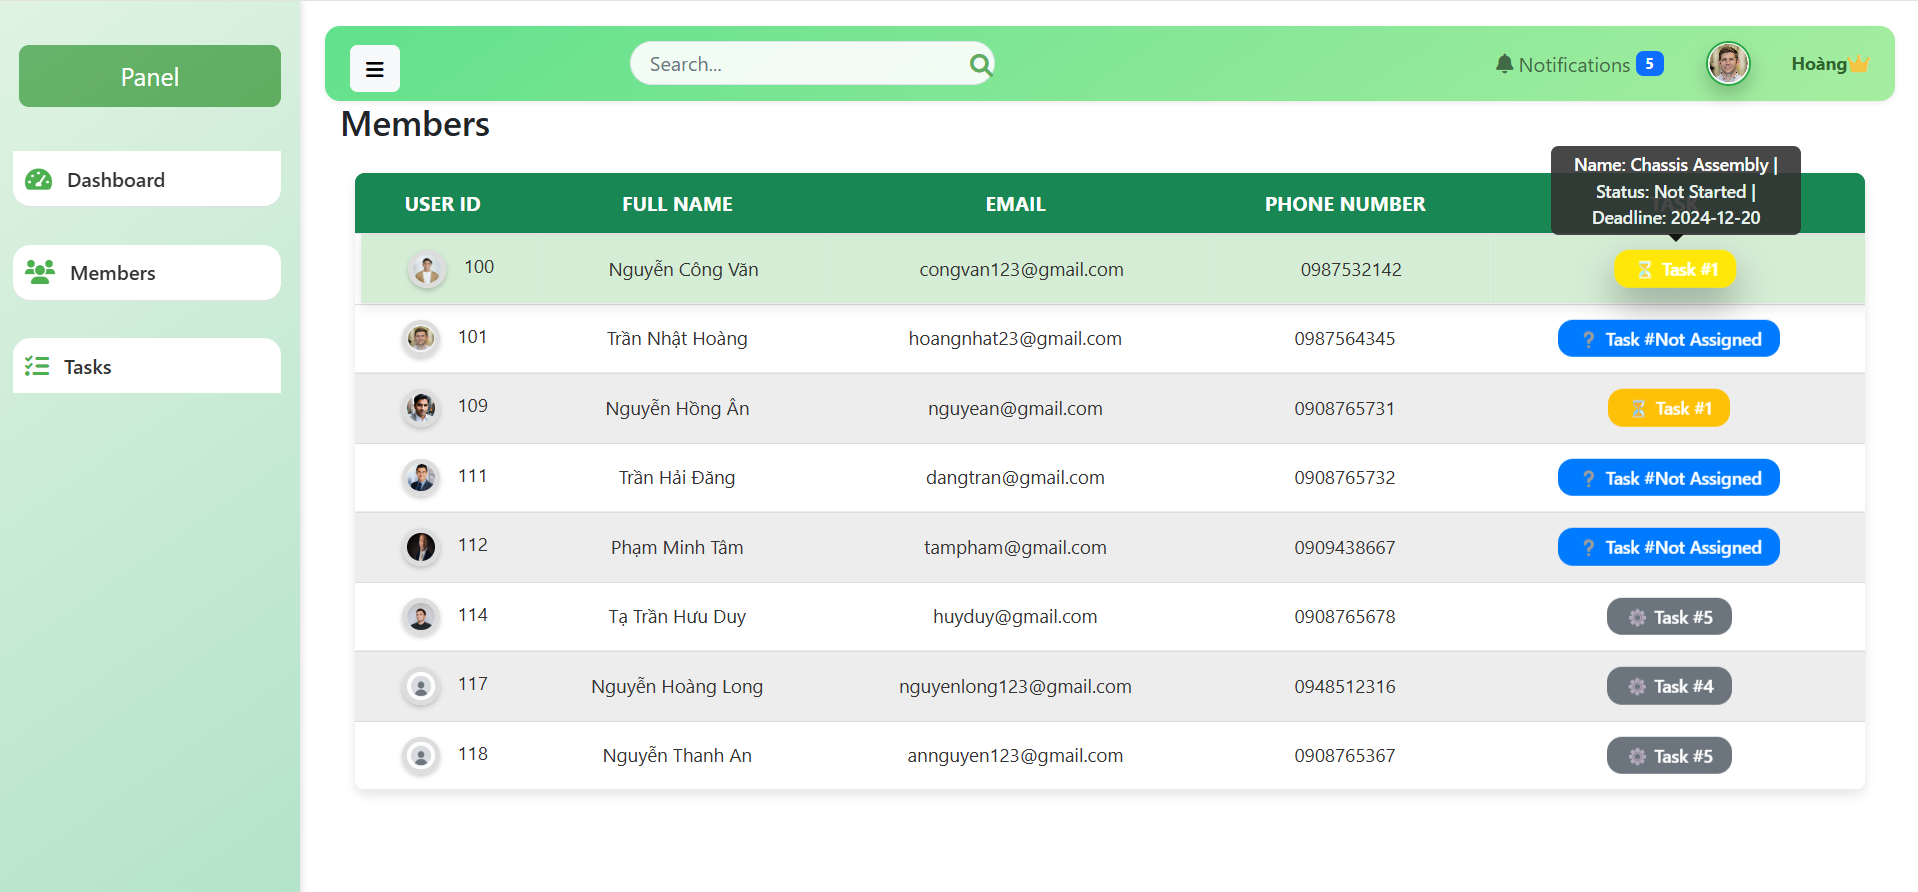 Panel
Dashboard
Members
Tasks
Search...
Notifications 5
Hoàng
Members
Name: Chassis Assembly |
Status: Not Started |
Deadline: 2024-12-20
USER ID FULL NAME EMAIL PHONE NUMBER TASK
100 Nguyễn Công Văn congvan123@gmail.com 0987532142 Task #1
101 Trần Nhật Hoàng hoangnhat23@gmail.com 0987564345 Task #Not Assigned
109 Nguyễn Hồng Ân nguyean@gmail.com 0908765731 Task #1
111 Trần Hải Đăng dangtran@gmail.com 0908765732 Task #Not Assigned
112 Phạm Minh Tâm tampham@gmail.com 0909438667 Task #Not Assigned
114 Tạ Trần Hưu Duy huyduy@gmail.com 0908765678 Task #5
117 Nguyễn Hoàng Long nguyenlong123@gmail.com 0948512316 Task #4
118 Nguyễn Thanh An annguyen123@gmail.com 0908765367 Task #5